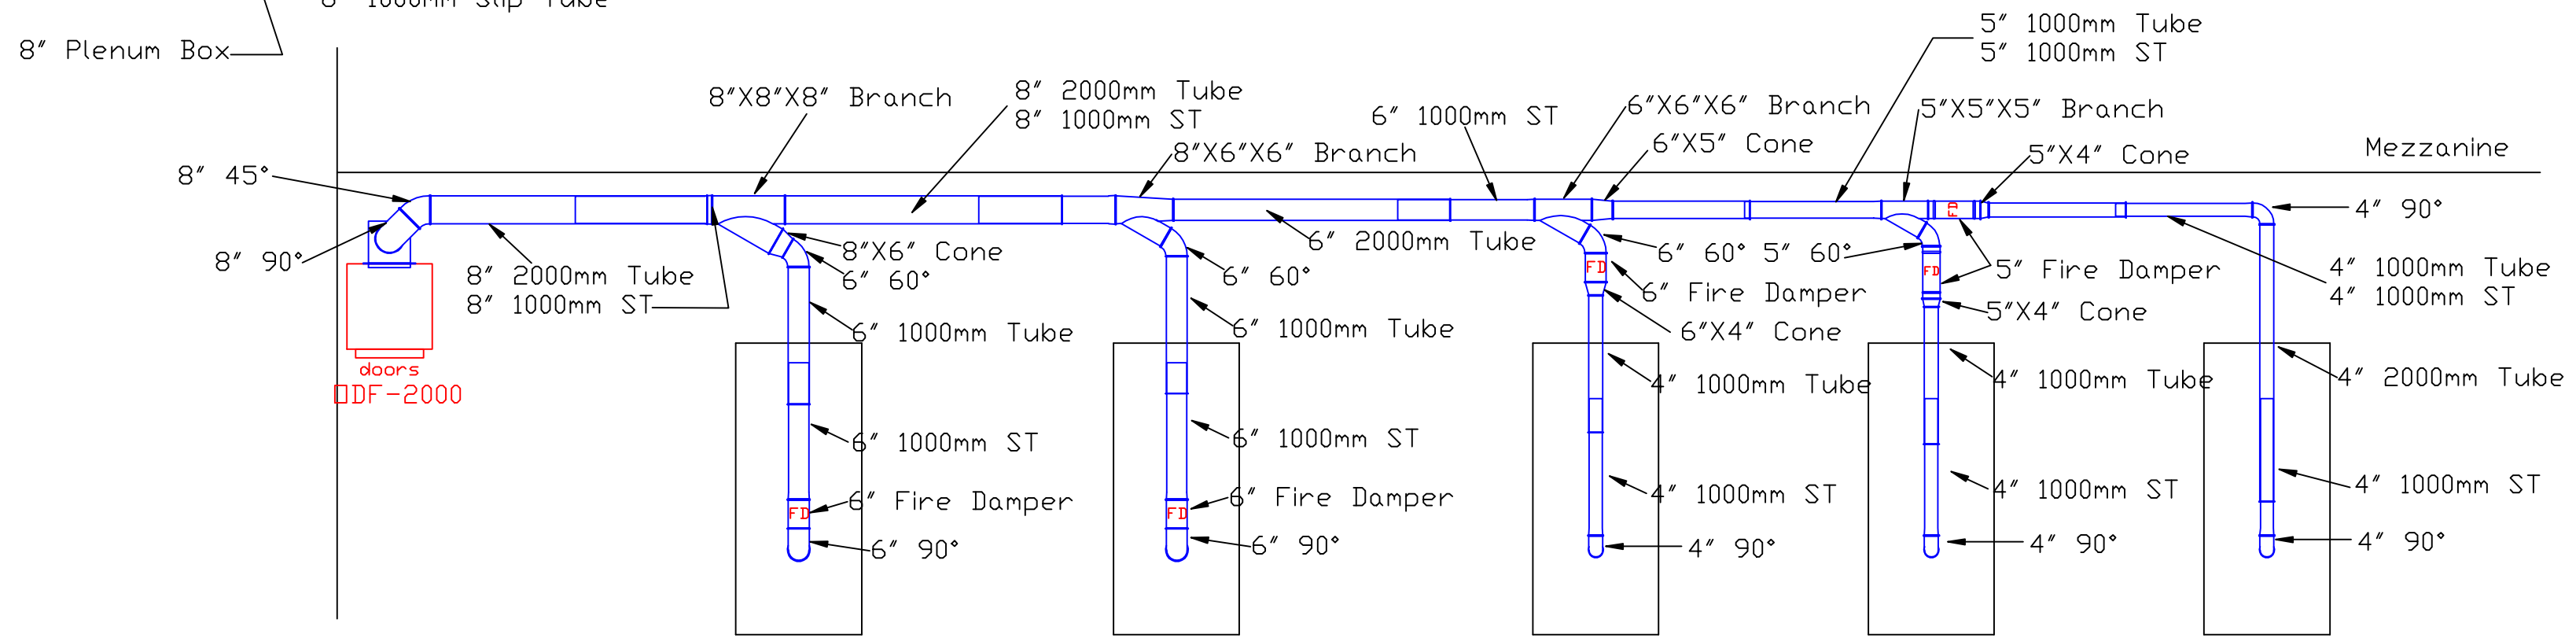 8" 1000mm Slip Tube
8" Plenum Box
5" 1000mm Tube
5" 1000mm ST
8"X8"X8" Branch
8" 2000mm Tube
8" 1000mm ST
6" 1000mm ST
6"X6"X6" Branch
5"X5"X5" Branch
8"X6"X6" Branch
6"X5" Cone
5"X4" Cone
Mezzanine
8" 45°
FD
4" 90°
8" 90°
8"X6" Cone
6" 60°
6" 2000mm Tube
6" 60°
5" 60°
8" 2000mm Tube
8" 1000mm ST
6" 60°
FD
6" Fire Damper
FD
5" Fire Damper
4" 1000mm Tube
4" 1000mm ST
6" 1000mm Tube
6" 1000mm Tube
6"X4" Cone
5"X4" Cone
doors
DF-2000
4" 1000mm Tube
4" 1000mm Tube
4" 2000mm Tube
6" 1000mm ST
6" 1000mm ST
4" 1000mm ST
4" 1000mm ST
4" 1000mm ST
6" Fire Damper
FD
6" Fire Damper
FD
6" 90°
6" 90°
4" 90°
4" 90°
4" 90°